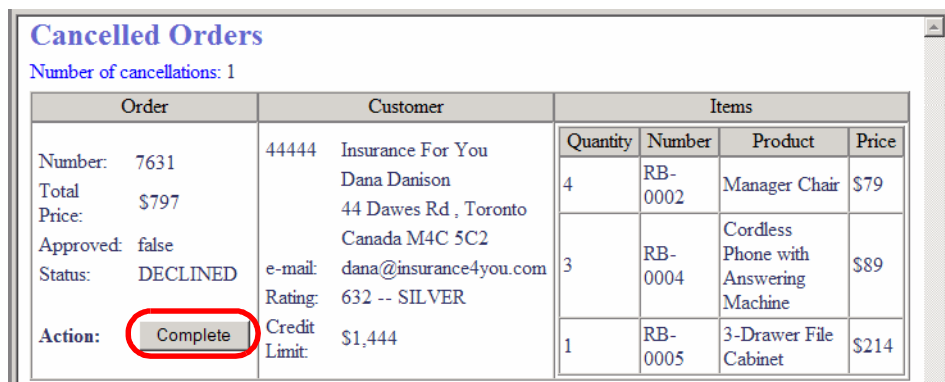 Cancelled Orders
Number of cancellations: 1
Order Customer Items
Number: 7631
Total Price: $797
Approved: false
Status: DECLINED
Action: Complete
44444 Insurance For You
Dana Danison
44 Dawes Rd , Toronto
Canada M4C 5C2
e-mail: dana@insurance4you.com
Rating: 632 -- SILVER
Credit Limit: $1,444
Quantity Number Product Price
4 RB-0002 Manager Chair $79
3 RB-0004 Cordless Phone with Answering Machine $89
1 RB-0005 3-Drawer File Cabinet $214